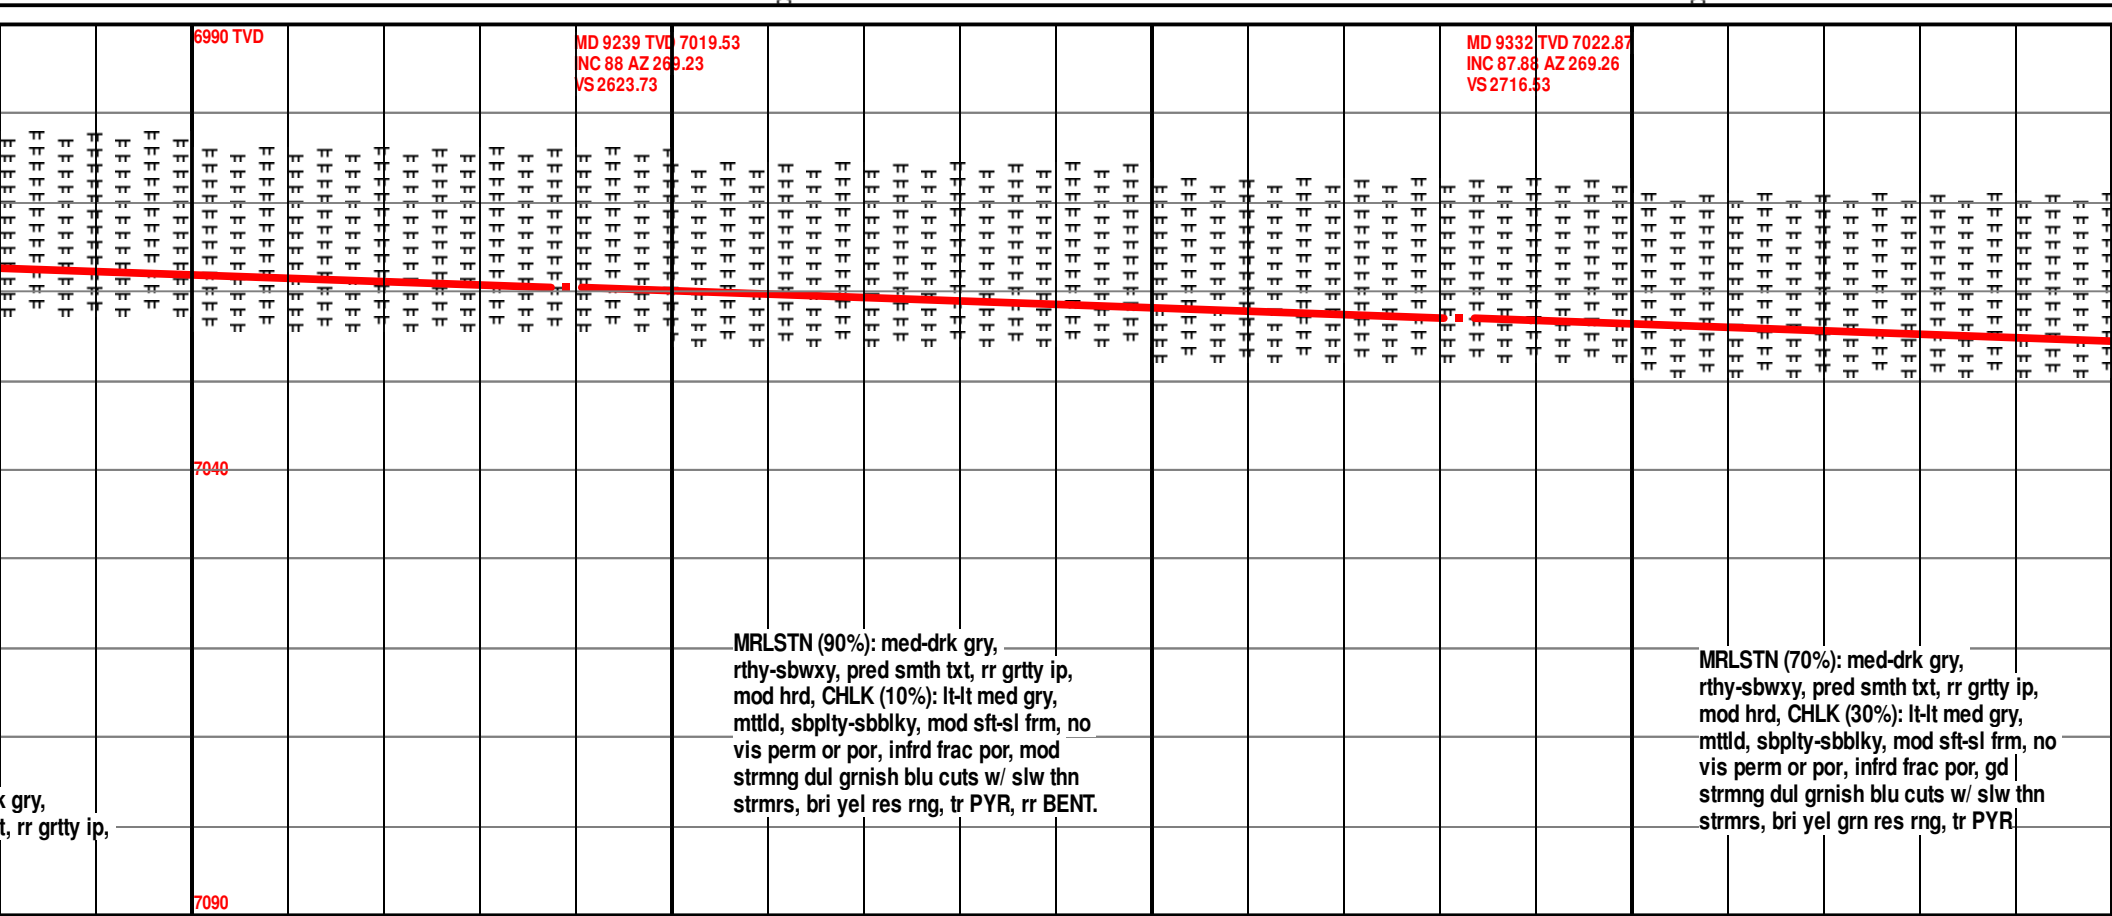 6990 TVD
MD 9239 TVD 7019.53
INC 88 AZ 269.23
VS 2623.73
MD 9332 TVD 7022.87
INC 87.88 AZ 269.26
VS 2716.53
7040
MRLSTN (90%): med-drk gry,
rthy-sbwxy, pred smth txt, rr grtty ip,
mod hrd, CHLK (10%): lt-lt med gry,
mttld, sbplty-sbblky, mod sft-sl frm, no
vis perm or por, infrd frac por, mod
strmng dul grnish blu cuts w/ slw thn
strmrs, bri yel res rng, tr PYR, rr BENT.
MRLSTN (70%): med-drk gry,
rthy-sbwxy, pred smth txt, rr grtty ip,
mod hrd, CHLK (30%): lt-lt med gry,
mttld, sbplty-sbblky, mod sft-sl frm, no
vis perm or por, infrd frac por, gd
strmng dul grnish blu cuts w/ slw thn
strmrs, bri yel grn res rng, tr PYR
k gry,
t, rr grtty ip,
7090